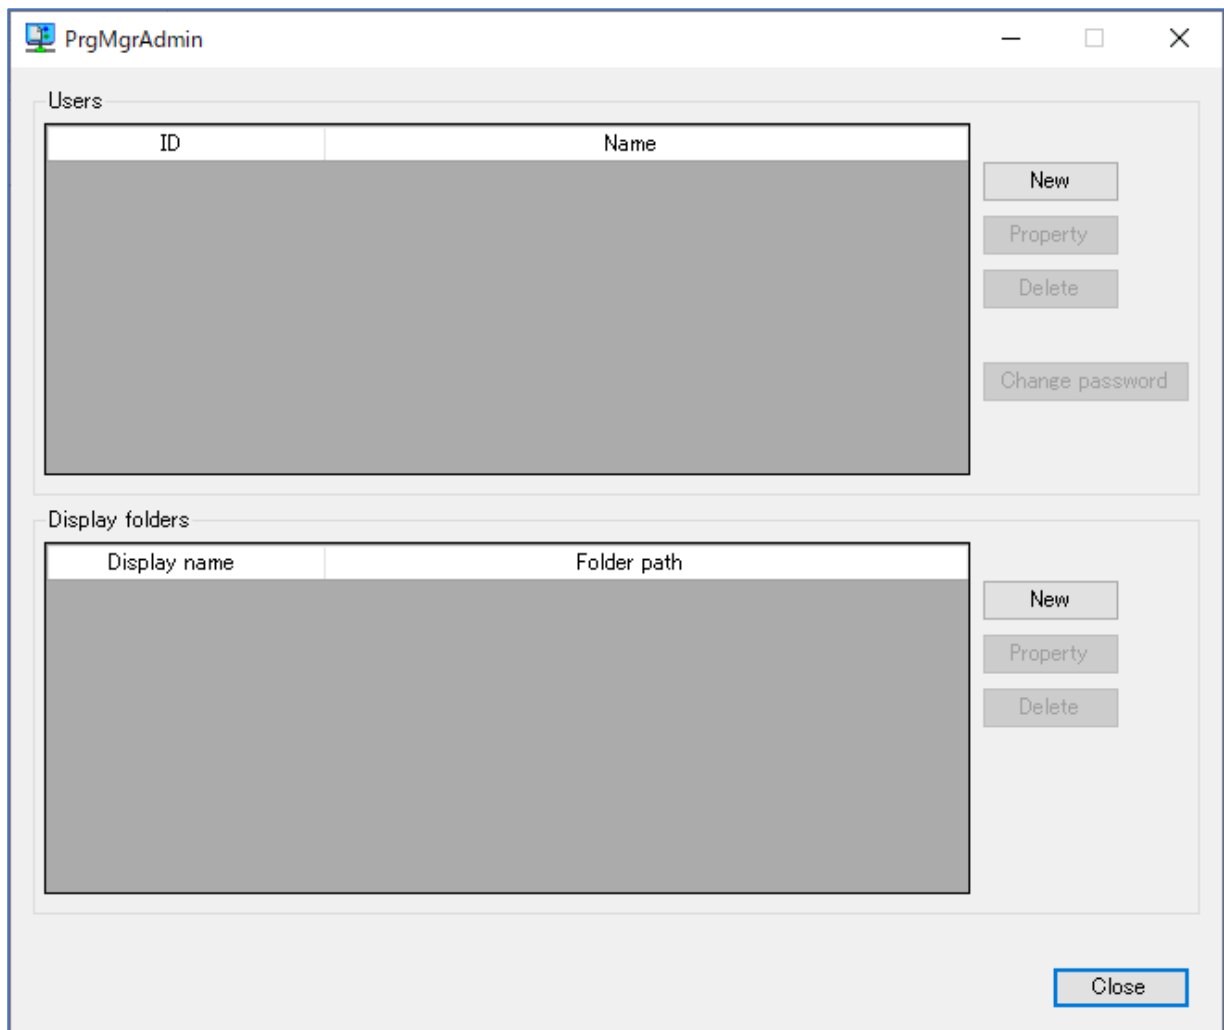 PrgMgrAdmin
Users
ID Name
New
Property
Delete
Change password
Display folders
Display name Folder path
New
Property
Delete
Close